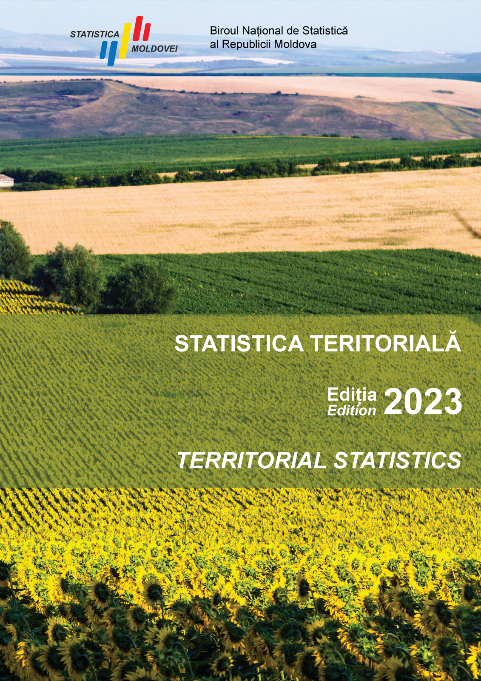 STATISTICA
MOLDOVEI
Biroul Național de Statistică
al Republicii Moldova
STATISTICA TERITORIALĂ
Ediția
Edition
2023
TERRITORIAL STATISTICS